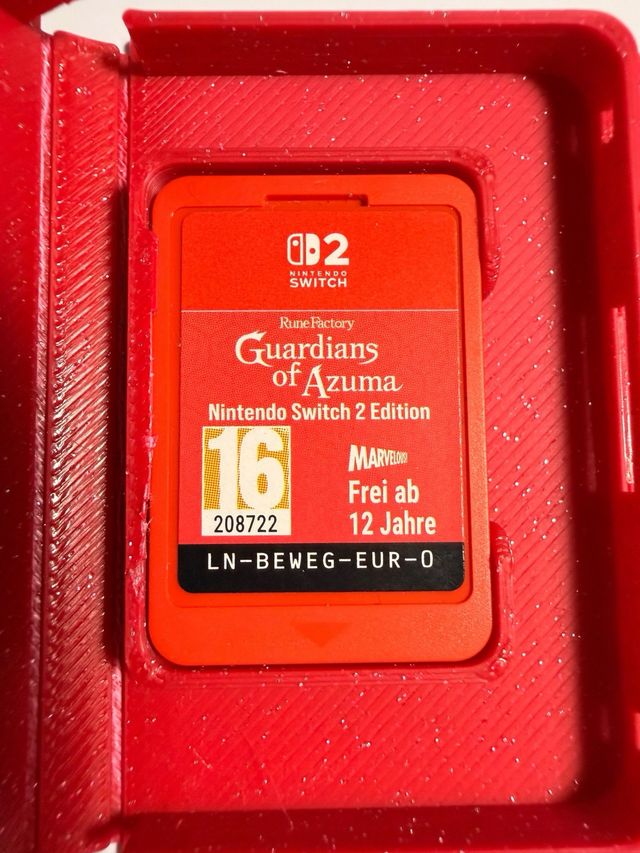 2
NINTENDO
SWITCH
Rune Factory
Guardians
of Azuma
Nintendo Switch 2 Edition
16
208722
MARVELOUS!
Frei ab
12 Jahre
LN-BEWEG-EUR-0